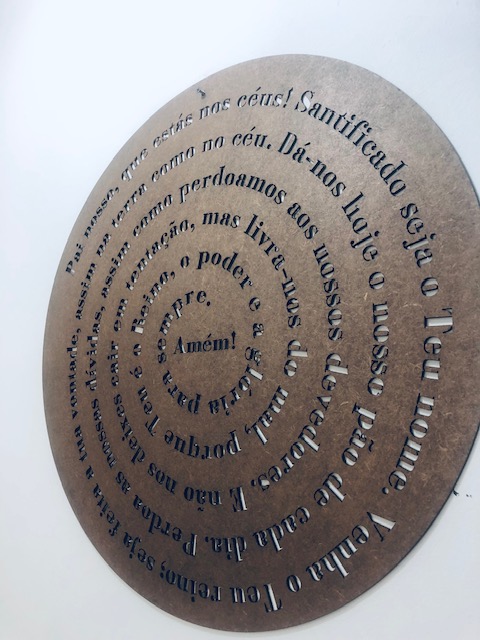 Pai nosso, que estás nos céus! Santificado seja o Teu nome. Venha o Teu reino; seja feita a tua vontade, assim na terra como no céu. Dá-nos hoje o nosso pão de cada dia. Perdoa as nossas dívidas, assim como perdoamos aos nossos devedores. E não nos deixes cair em tentação, mas livra-nos do mal, porque Teu é o Reino, o poder e a glória para sempre.
Amém!